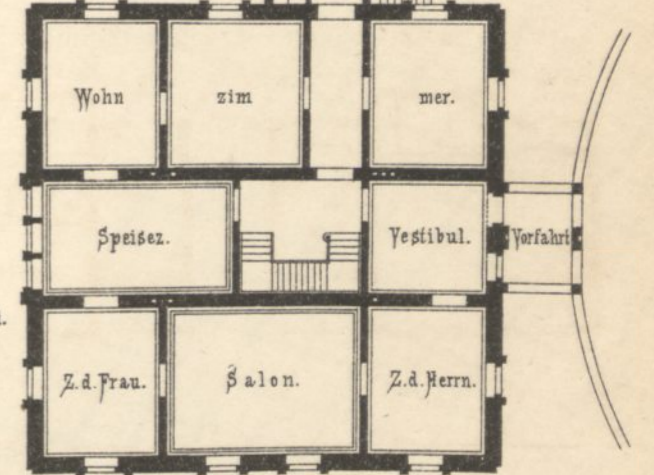 Wohn zim mer.
Speisez. Vestibul. Vorfahrt
Z.d.Frau. Salon. Z.d.Herrn.